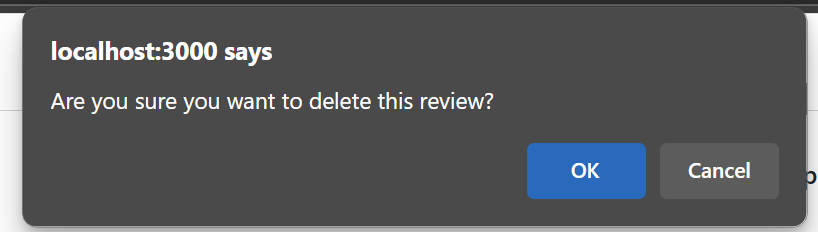 localhost:3000 says
Are you sure you want to delete this review?
OK
Cancel